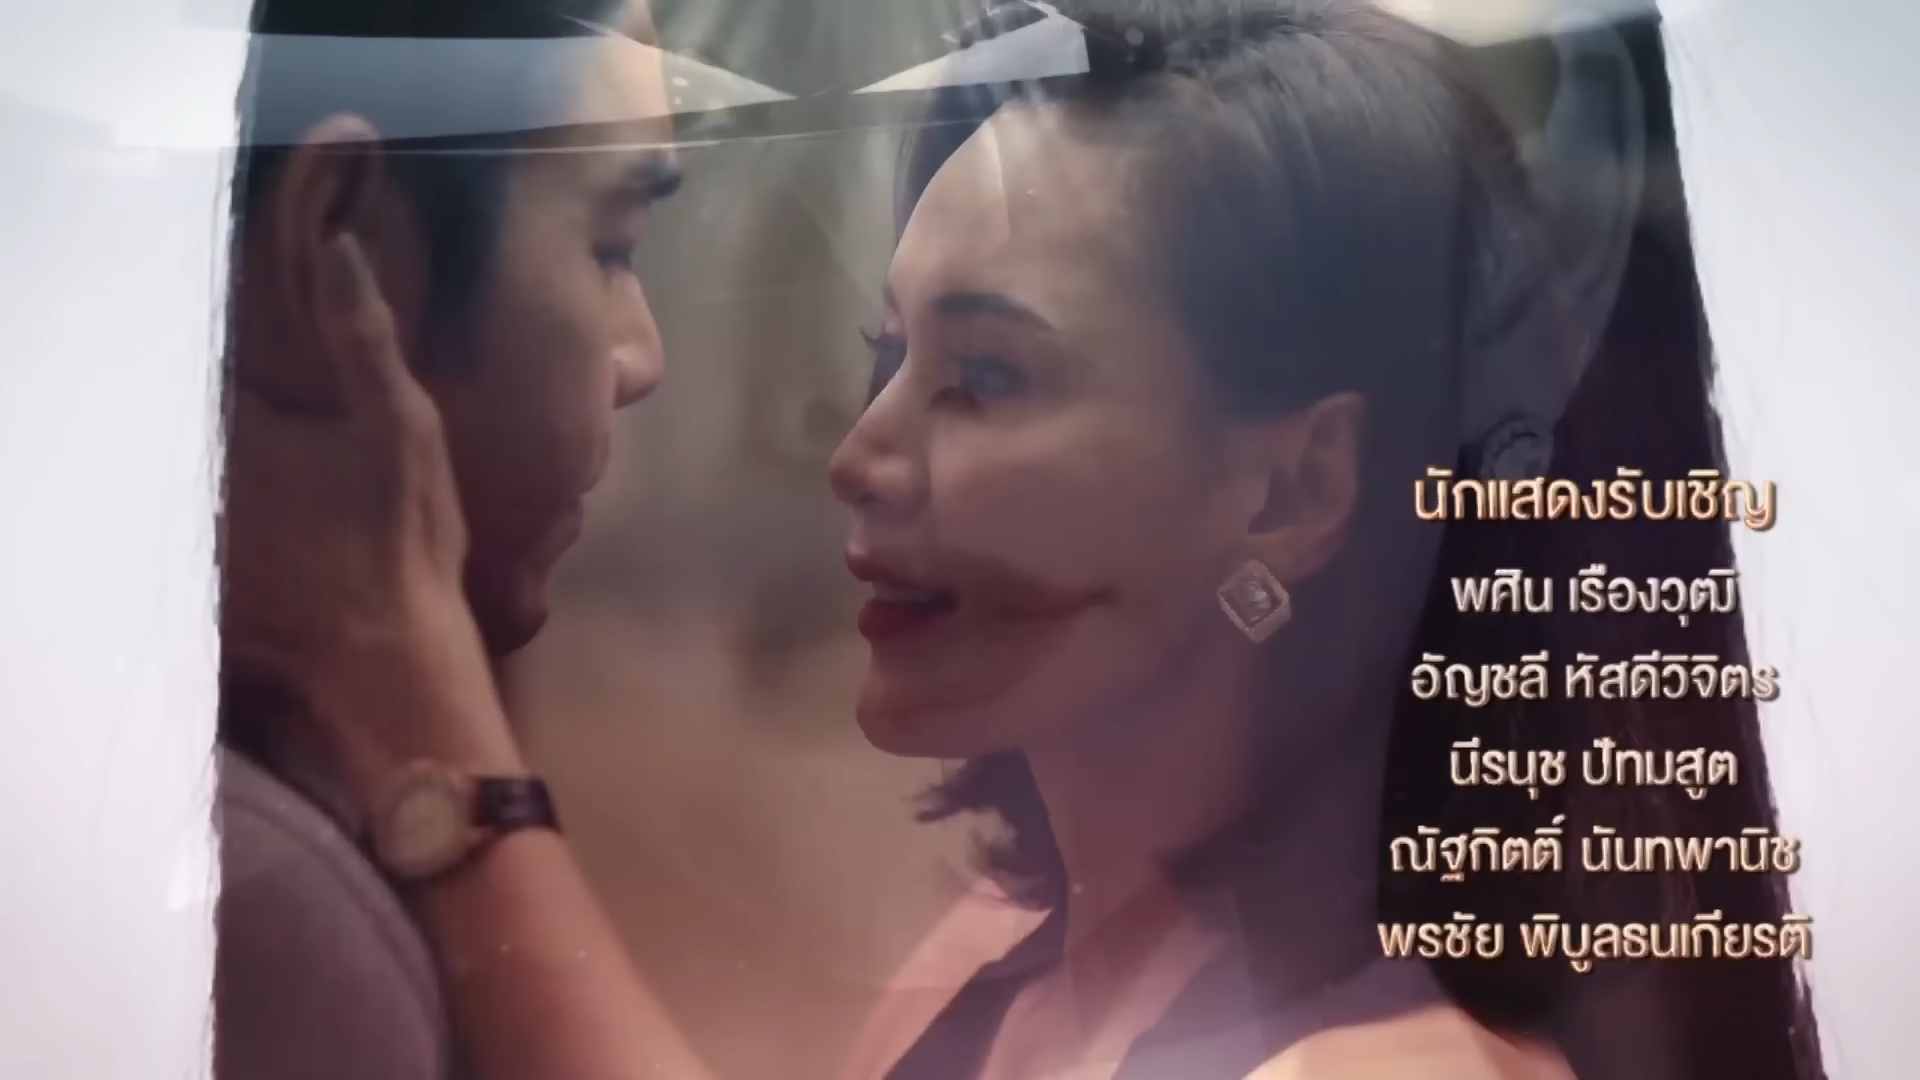 นักแสดงรับเชิญ
พศิน เรืองวุฒิ
อัญชลี หัสดีวิจิตร
นีรนุช ปัทมสูต
ณัฐกิตติ์ นันทพานิช
พรชัย พิบูลธนเกียรติ